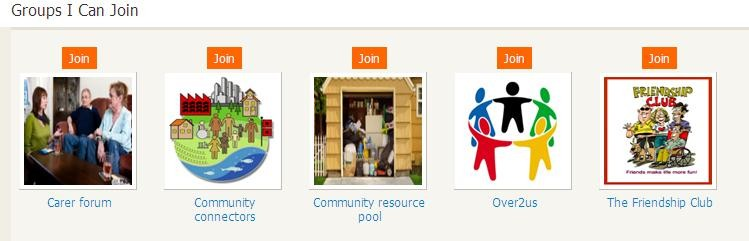 Groups I Can Join
Join
Join
Join
Join
Join
FRIENDSHIP
CLUB
Friends make life more fun!
Carer forum
Community
connectors
Community resource
pool
Over2us
The Friendship Club